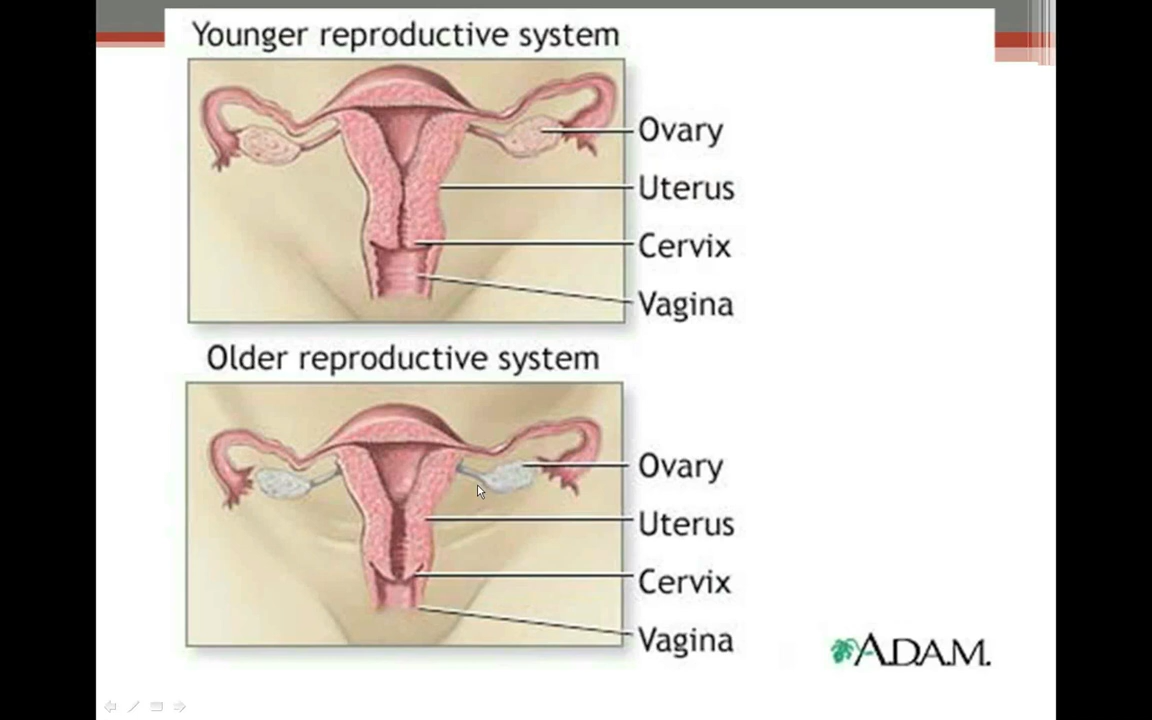 Younger reproductive system
Ovary
Uterus
Cervix
Vagina
Older reproductive system
Ovary
Uterus
Cervix
Vagina
A.D.A.M.